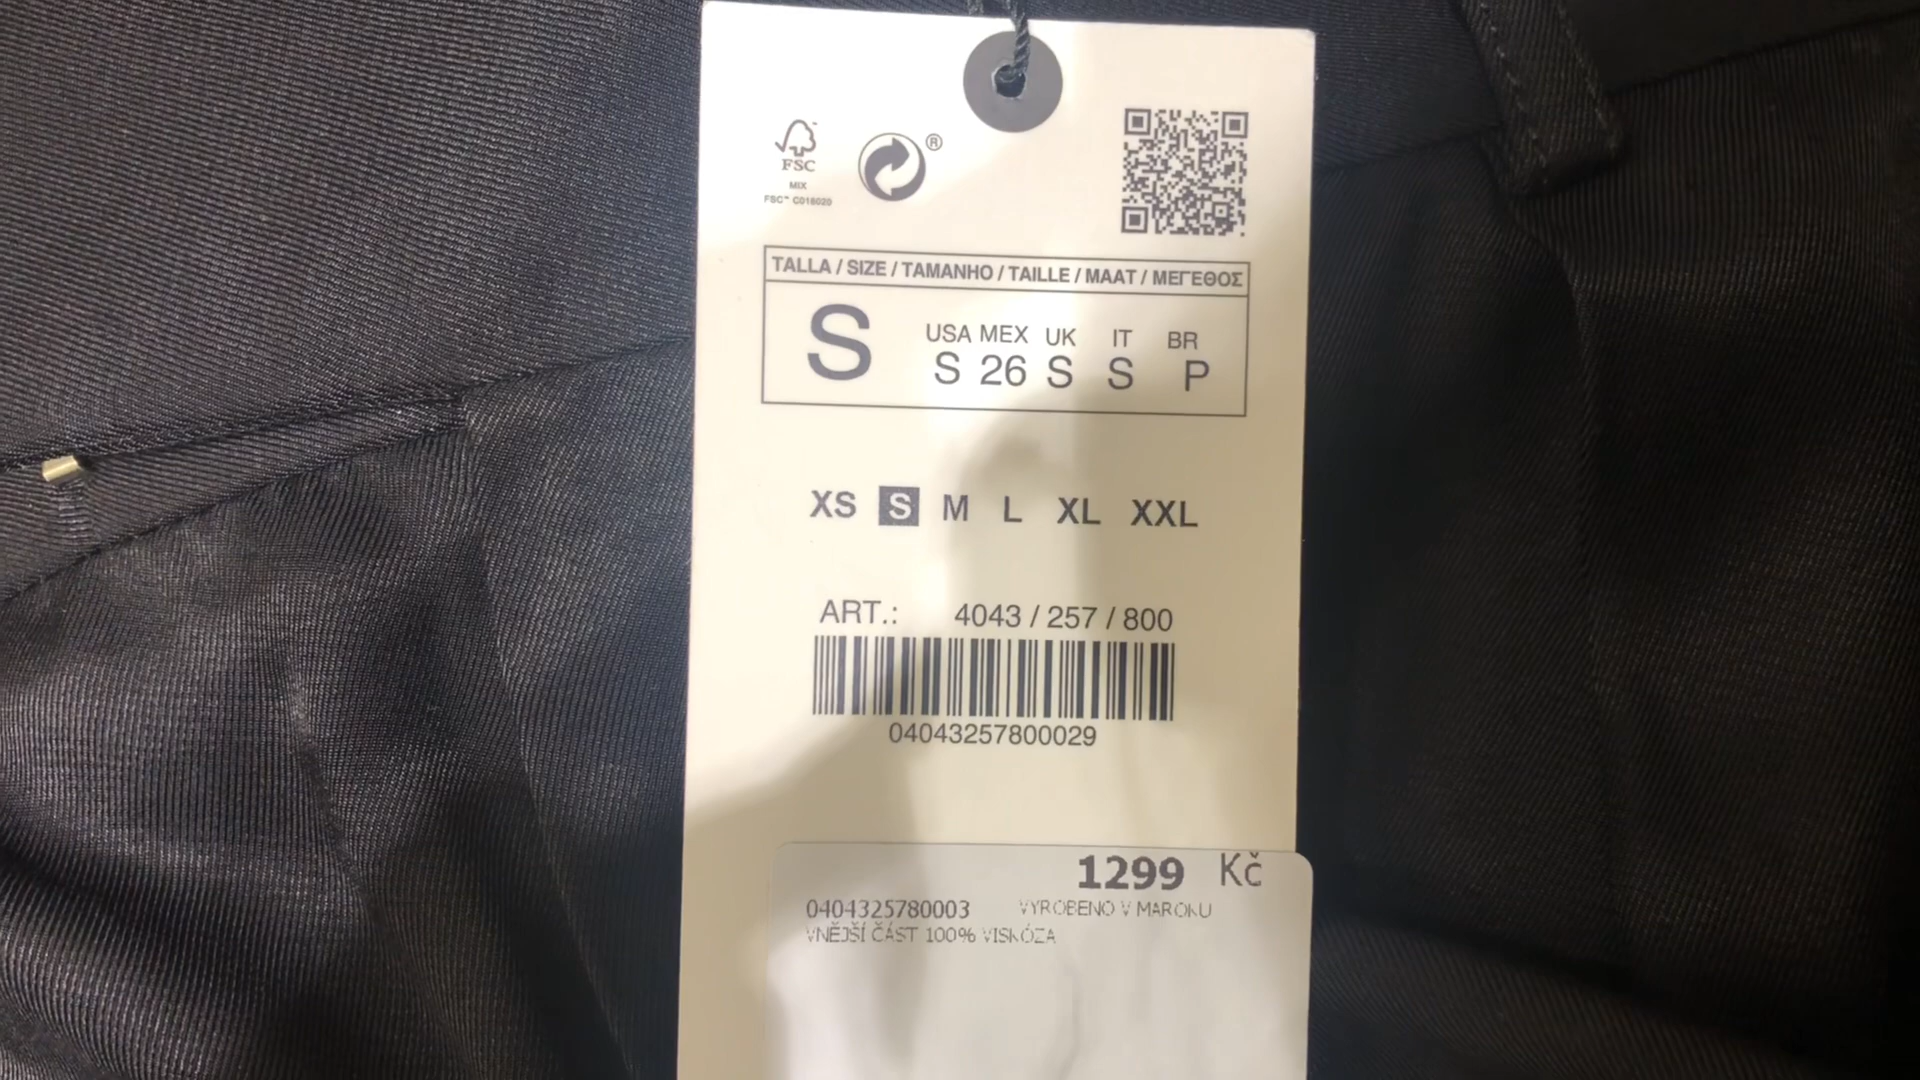 FSC
MIX
FSC™ C016020
®
TALLA / SIZE / TAMANHO / TAILLE / MAAT / ΜΕΓΕΘΟΣ
S
USA MEX UK IT BR
S 26 S S P
XS S M L XL XXL
ART.: 4043 / 257 / 800
04043257800029
1299 Kč
0404325780003 VYROBENO V MAROKU
VNĚJŠÍ ČÁST 100% VISKÓZA